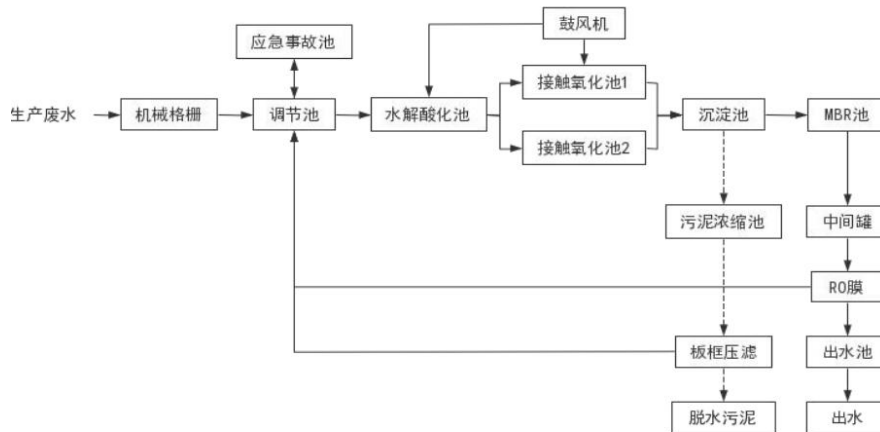 鼓风机
应急事故池
接触氧化池1
生产废水
机械格栅
调节池
水解酸化池
沉淀池
MBR池
接触氧化池2
污泥浓缩池
中间罐
RO膜
板框压滤
出水池
脱水污泥
出水